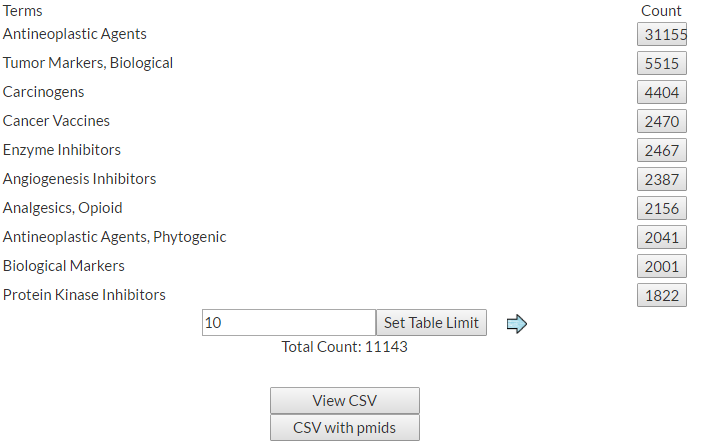 Terms Count
Antineoplastic Agents 31155
Tumor Markers, Biological 5515
Carcinogens 4404
Cancer Vaccines 2470
Enzyme Inhibitors 2467
Angiogenesis Inhibitors 2387
Analgesics, Opioid 2156
Antineoplastic Agents, Phytogenic 2041
Biological Markers 2001
Protein Kinase Inhibitors 1822
10 Set Table Limit
Total Count: 11143
View CSV
CSV with pmids